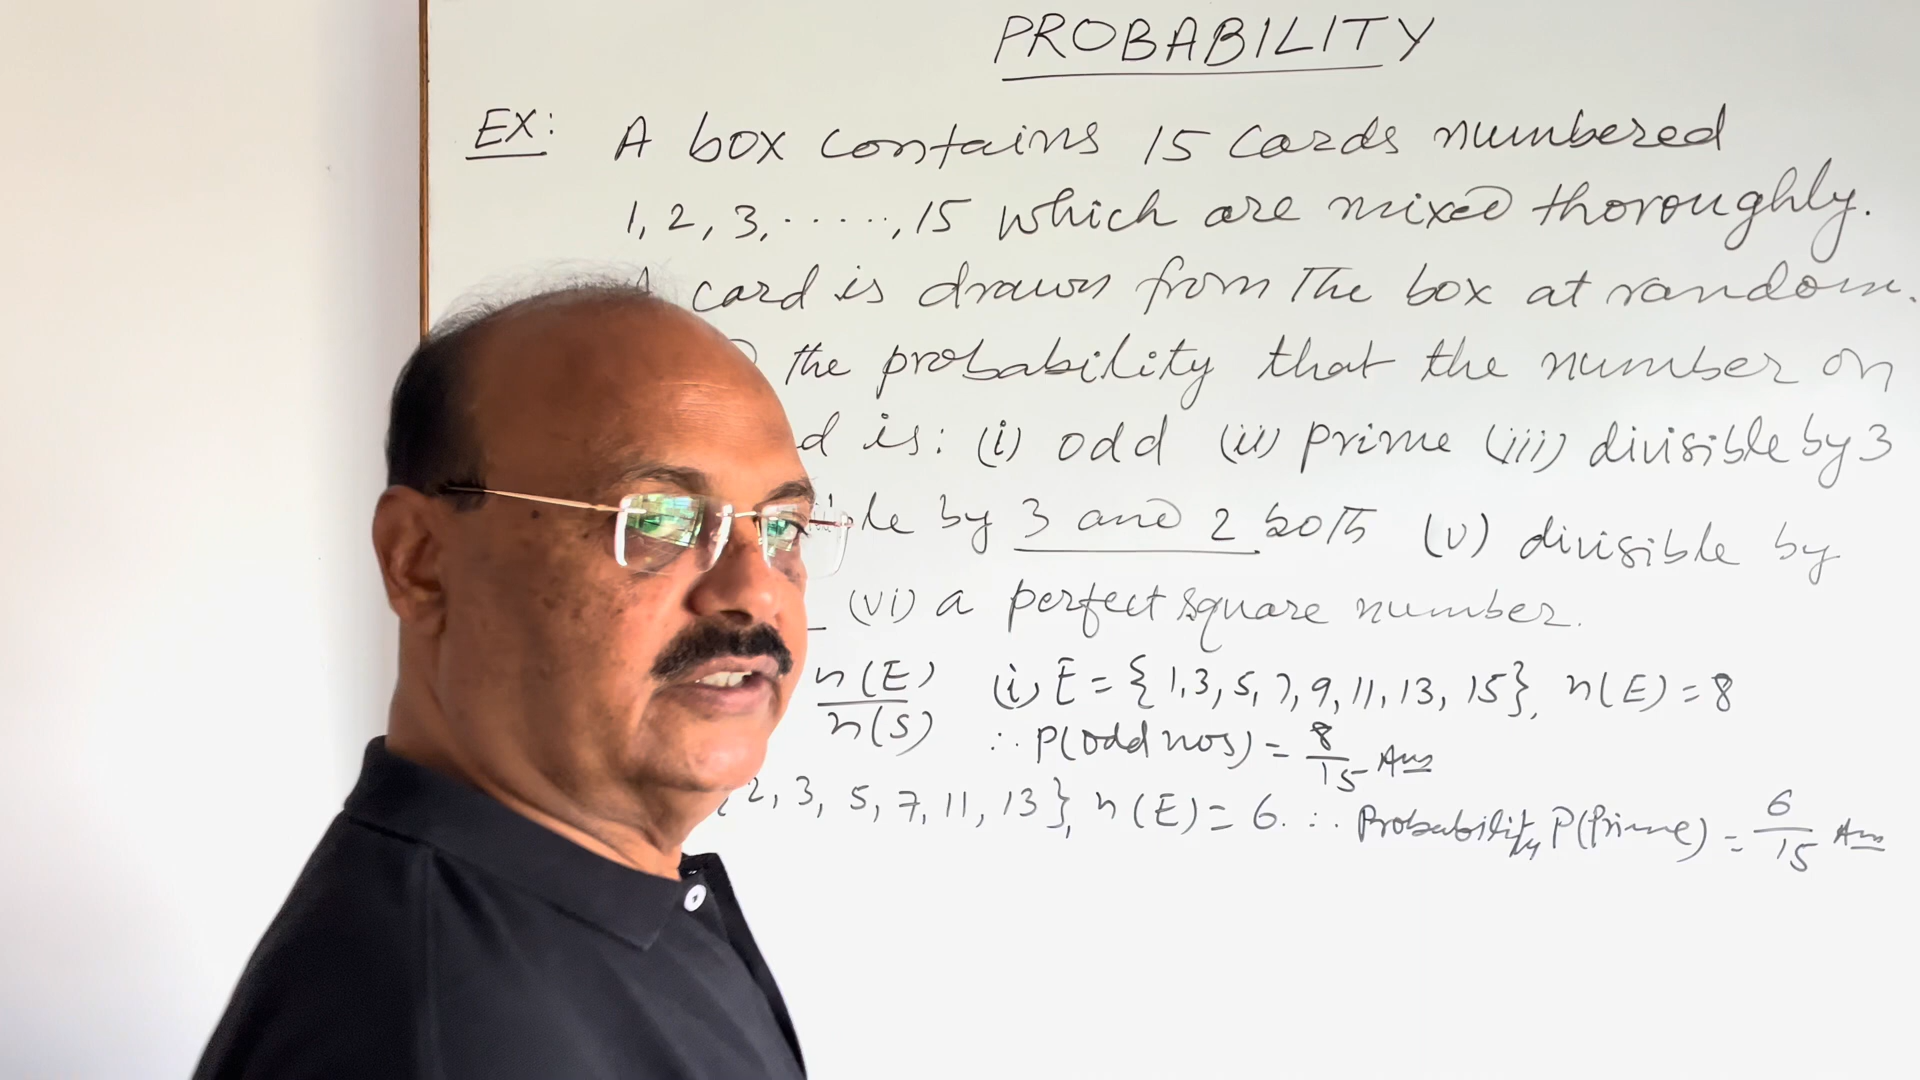 PROBABILITY
EX: A box contains 15 cards numbered
1, 2, 3, ....., 15 which are mixed thoroughly.
A card is drawn from The box at random.
the probability that the number on
d is: (i) odd (ii) prime (iii) divisible by 3
le by 3 and 2 both (v) divisible by
(vi) a perfect square number.
n(E)/n(S) (i) E = {1,3,5,7,9,11,13,15}, n(E)=8
∴ P(odd nos) = 8/15 Ans
{2, 3, 5, 7, 11, 13}, n(E)=6. ∴ Probability P(Prime) = 6/15 Ans